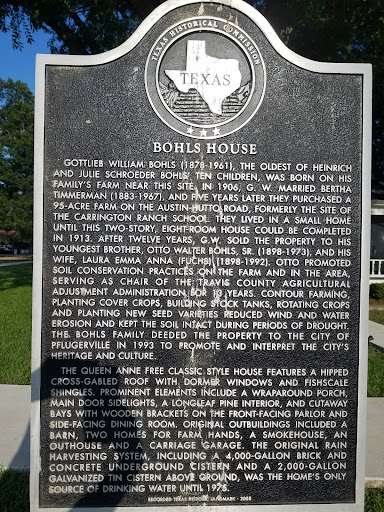 TEXAS HISTORICAL COMMISSION
TEXAS
BOHLS HOUSE
GOTTLIEB WILLIAM BOHLS (1878-1961), THE OLDEST OF HEINRICH
AND JULIE SCHROEDER BOHLS' TEN CHILDREN, WAS BORN ON HIS
FAMILY'S FARM NEAR THIS SITE. IN 1906, G. W. MARRIED BERTHA
TIMMERMAN (1883-1967), AND FIVE YEARS LATER THEY PURCHASED A
95-ACRE FARM ON THE AUSTIN-HUTTO ROAD, FORMERLY THE SITE OF
THE CARRINGTON RANCH SCHOOL. THEY LIVED IN A SMALL HOME
UNTIL THIS TWO-STORY, EIGHT-ROOM HOUSE COULD BE COMPLETED
IN 1913. AFTER TWELVE YEARS, G.W. SOLD THE PROPERTY TO HIS
YOUNGEST BROTHER, OTTO WALTER BOHLS, SR. (1898-1973), AND HIS
WIFE, LAURA EMMA ANNA (FUCHS) (1898-1992). OTTO PROMOTED
SOIL CONSERVATION PRACTICES ON THE FARM AND IN THE AREA,
SERVING AS CHAIR OF THE TRAVIS COUNTY AGRICULTURAL
ADJUSTMENT ADMINISTRATION FOR YEARS. CONTOUR FARMING,
PLANTING COVER CROPS, BUILDING STOCK TANKS, ROTATING CROPS
AND PLANTING NEW SEED VARIETIES REDUCED WIND AND WATER
EROSION AND KEPT THE SOIL INTACT DURING PERIODS OF DROUGHT.
THE BOHLS FAMILY DEEDED THE PROPERTY TO THE CITY OF
PFLUGERVILLE IN 1993 TO PROMOTE AND INTERPRET THE CITY'S
HERITAGE AND CULTURE.
THE QUEEN ANNE FREE CLASSIC STYLE HOUSE FEATURES A HIPPED
CROSS-GABLED ROOF WITH DORMER WINDOWS AND FISHSCALE
SHINGLES. PROMINENT ELEMENTS INCLUDE A WRAPAROUND PORCH,
MAIN DOOR SIDELIGHTS, A LONGLEAF PINE INTERIOR, AND CUTAWAY
BAYS WITH WOODEN BRACKETS ON THE FRONT-FACING PARLOR AND
SIDE-FACING DINING ROOM. ORIGINAL OUTBUILDINGS INCLUDED A
BARN, TWO HOMES FOR FARM HANDS, A SMOKEHOUSE, AN
OUTHOUSE AND A CARRIAGE GARAGE. THE ORIGINAL RAIN
HARVESTING SYSTEM, INCLUDING A 4,000-GALLON BRICK AND
CONCRETE UNDERGROUND CISTERN AND A 2,000-GALLON
GALVANIZED TIN CISTERN ABOVE GROUND, WAS THE HOME'S ONLY
SOURCE OF DRINKING WATER UNTIL 1975.
RECORDED TEXAS HISTORIC LANDMARK - 2005